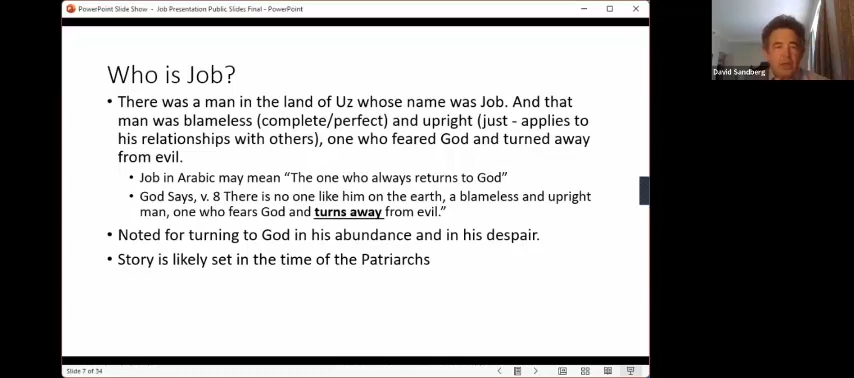 PowerPoint Slide Show - Job Presentation Public Slides Final - PowerPoint
David Sandberg
Who is Job?
• There was a man in the land of Uz whose name was Job. And that
man was blameless (complete/perfect) and upright (just - applies to
his relationships with others), one who feared God and turned away
from evil.
• Job in Arabic may mean “The one who always returns to God”
• God Says, v. 8 There is no one like him on the earth, a blameless and upright
man, one who fears God and turns away from evil.”
• Noted for turning to God in his abundance and in his despair.
• Story is likely set in the time of the Patriarchs
Slide 7 of 34